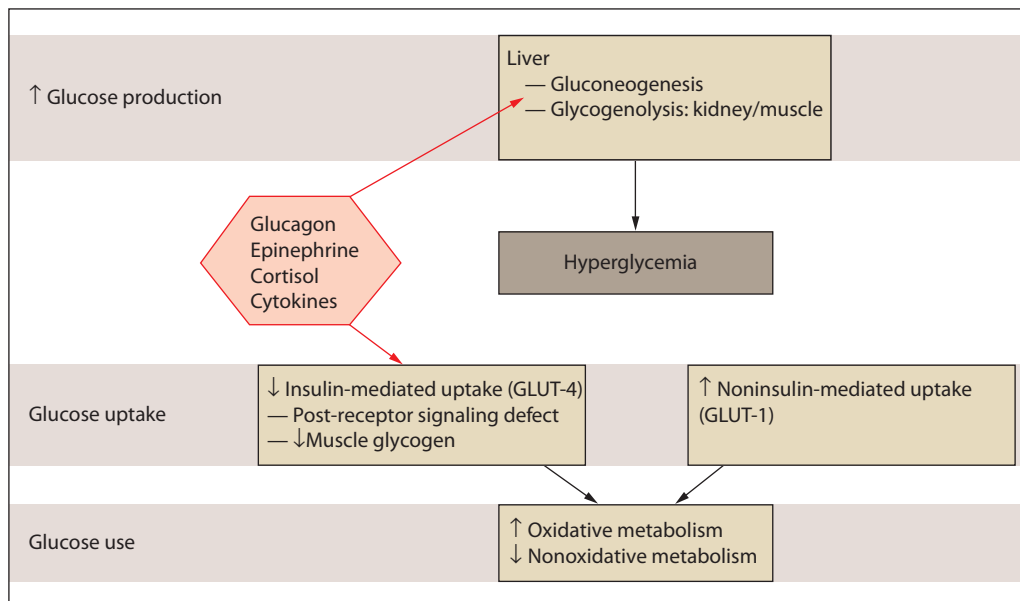 Liver
— Gluconeogenesis
↑ Glucose production
— Glycogenolysis: kidney/muscle
Glucagon
Epinephrine
Cortisol
Cytokines
Hyperglycemia
↓ Insulin-mediated uptake (GLUT-4)
— Post-receptor signaling defect
— ↓Muscle glycogen
↑ Noninsulin-mediated uptake
(GLUT-1)
Glucose uptake
↑ Oxidative metabolism
↓ Nonoxidative metabolism
Glucose use